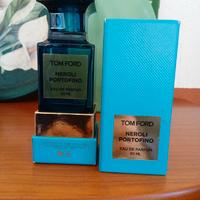 TOM FORD
NEROLI
PORTOFINO
EAU DE PARFUM
50 ML
TOM FORD
NEROLI
PORTOFINO
EAU DE PARFUM
50 ML